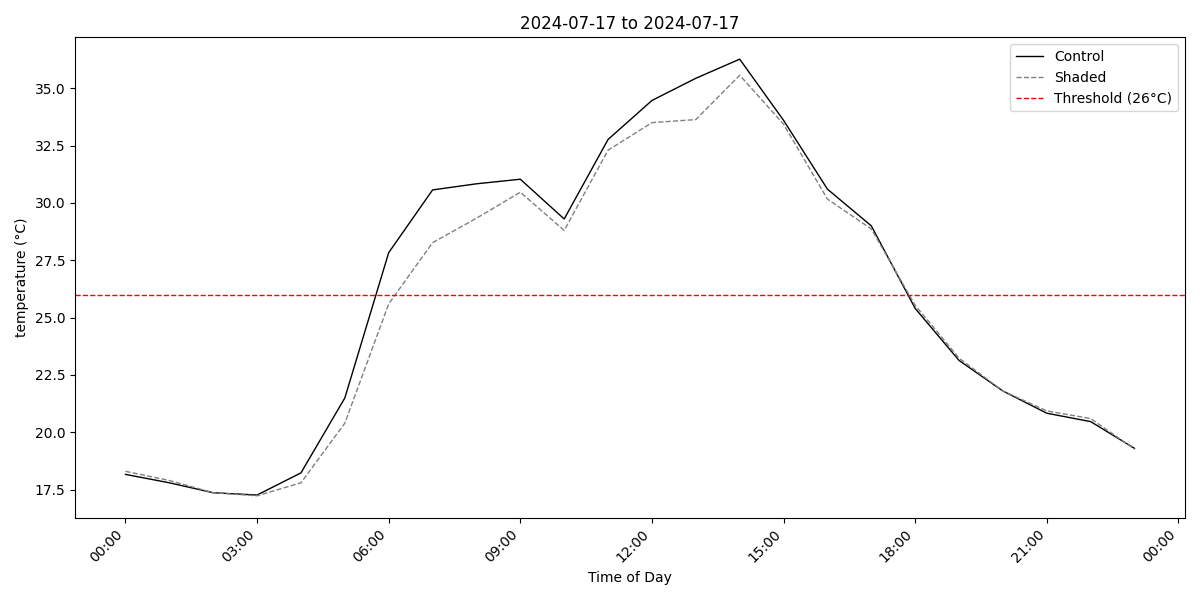 2024-07-17 to 2024-07-17
Control
Shaded
Threshold (26°C)
35.0
32.5
30.0
27.5
25.0
22.5
20.0
17.5
temperature (°C)
00:00
03:00
06:00
09:00
12:00
15:00
18:00
21:00
00:00
Time of Day